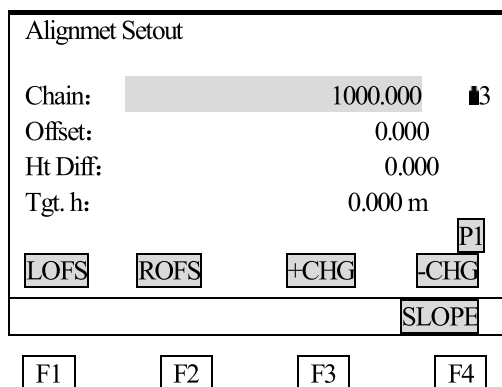 Alignmet Setout
Chain: 1000.000 3
Offset: 0.000
Ht Diff: 0.000
Tgt. h: 0.000 m
P1
LOFS ROFS +CHG -CHG
SLOPE
F1 F2 F3 F4